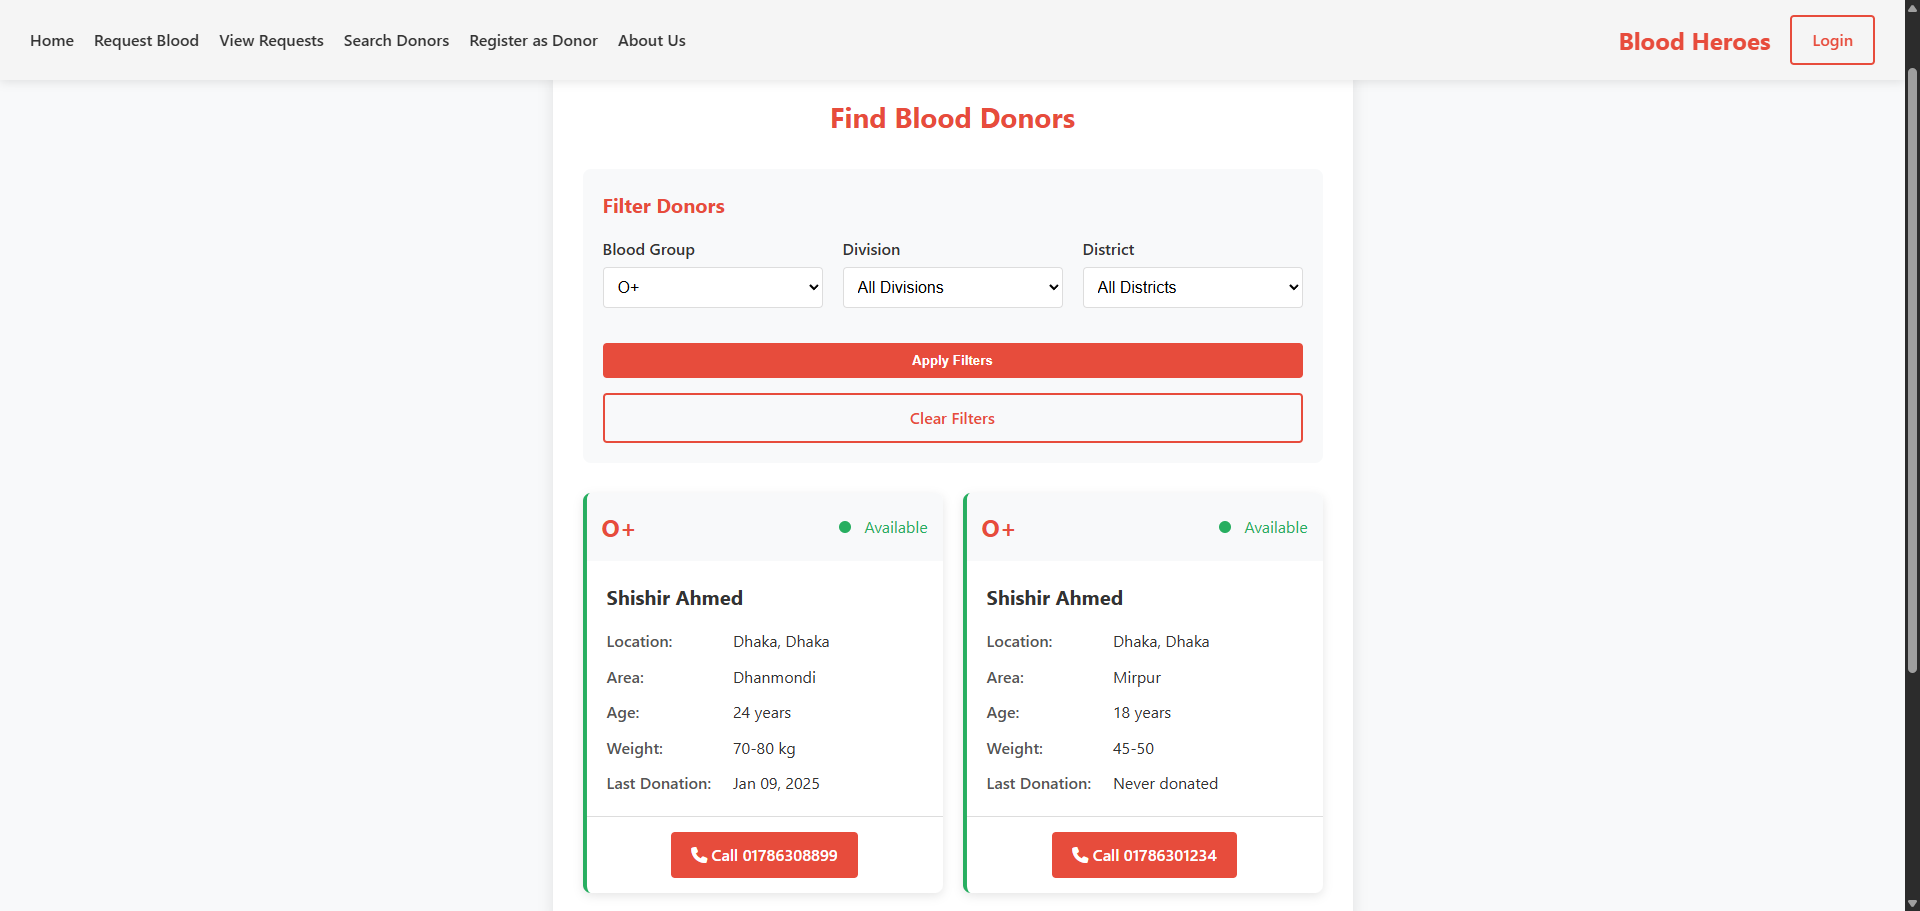 Home Request Blood View Requests Search Donors Register as Donor About Us Blood Heroes Login
Find Blood Donors
Filter Donors
Blood Group Division District
O+ All Divisions All Districts
Apply Filters
Clear Filters
O+ Available
Shishir Ahmed
Location: Dhaka, Dhaka
Area: Dhanmondi
Age: 24 years
Weight: 70-80 kg
Last Donation: Jan 09, 2025
Call 01786308899
O+ Available
Shishir Ahmed
Location: Dhaka, Dhaka
Area: Mirpur
Age: 18 years
Weight: 45-50
Last Donation: Never donated
Call 01786301234